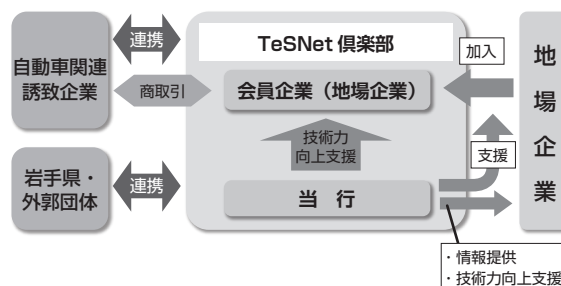 自動車関連
誘致企業
連携
商取引
岩手県・
外郭団体
連携
TeSNet 倶楽部
会員企業（地場企業）
技術力
向上支援
当 行
加入
支援
地場企業
・情報提供
・技術力向上支援